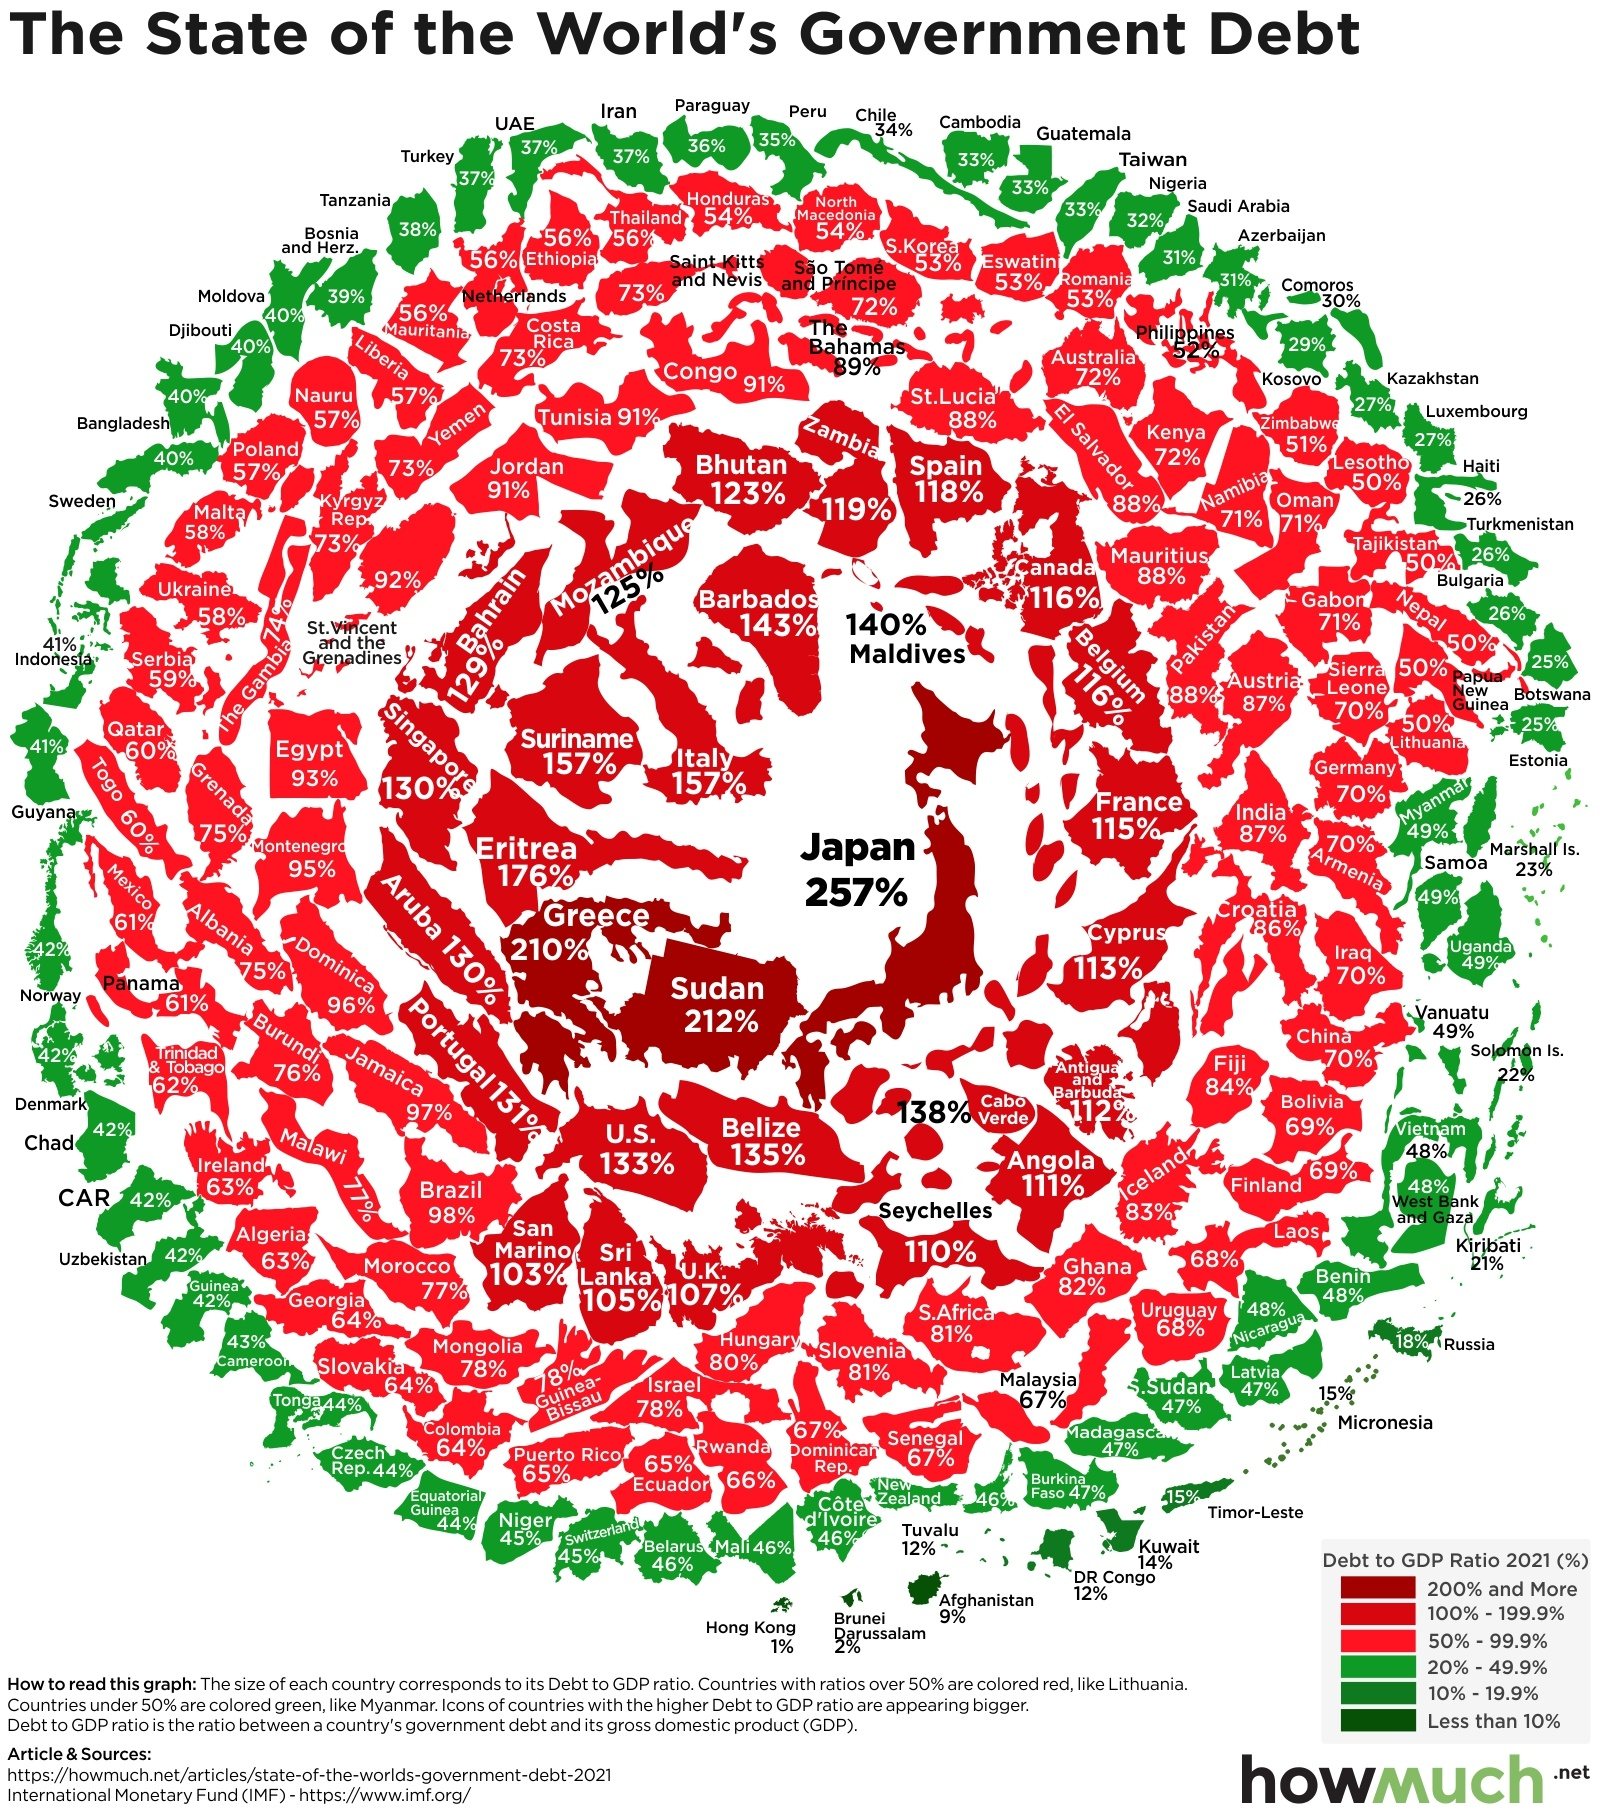 The State of the World's Government Debt
UAE
37%
Iran
37%
Paraguay
36%
Peru
35%
Chile
34%
Cambodia
33%
Guatemala
33%
Taiwan
33%
Nigeria
32%
Saudi Arabia
31%
Azerbaijan
31%
Comoros
30%
Turkey
37%
Tanzania
38%
Bosnia
and Herz.
39%
Moldova
40%
Djibouti
40%
40%
Bangladesh
40%
Sweden
41%
Indonesia
41%
Guyana
42%
Norway
42%
Denmark
42%
Chad
CAR
42%
Uzbekistan
42%
Guinea
42%
43%
Cameroon
Tonga
44%
Czech
Rep. 44%
Equatorial
Guinea
44%
Niger
45%
Switzerland
45%
Belarus
46%
Mali 46%
Côte
d'Ivoire
46%
New
Zealand
46%
Burkina
Faso 47%
Madagascar
47%
S.Sudan
47%
Latvia
47%
48%
Nicaragua
Benin
48%
48%
West Bank
and Gaza
Vietnam
48%
Vanuatu
49%
Uganda
49%
Samoa
49%
Myanmar
49%
29%
Kosovo
Kazakhstan
27%
Luxembourg
27%
Haiti
26%
Turkmenistan
26%
Bulgaria
26%
25%
Botswana
25%
Estonia
Marshall Is.
23%
Solomon Is.
22%
Kiribati
21%
18%
Russia
15%
Micronesia
15%
Timor-Leste
Kuwait
14%
DR Congo
12%
Tuvalu
12%
Afghanistan
9%
Brunei
Darussalam
2%
Hong Kong
1%
56%
Netherlands
56%
Ethiopia
Thailand
56%
Honduras
54%
North
Macedonia
54%
S.Korea
53%
Eswatini
53%
Romania
53%
Philippines
52%
Zimbabwe
51%
Lesotho
50%
Tajikistan
50%
Nepal
50%
50%
Papua
New
Guinea
50%
Lithuania
56%
Mauritania
Liberia
57%
Nauru
57%
Poland
57%
Malta
58%
Ukraine
58%
Serbia
59%
Qatar
60%
Togo 60%
Mexico
61%
Panama
61%
Trinidad
& Tobago
62%
Ireland
63%
Algeria
63%
Georgia
64%
Slovakia
64%
Colombia
64%
Puerto Rico
65%
65%
Ecuador
Rwanda
66%
67%
Dominican
Rep.
Senegal
67%
Malaysia
67%
Uruguay
68%
68%
Laos
Finland
69%
Bolivia
69%
China
70%
Iraq
70%
70%
Armenia
Germany
70%
Sierra
Leone
70%
Gabon
71%
Oman
71%
Namibia
71%
Kenya
72%
Australia
72%
São Tomé
and Príncipe
72%
Saint Kitts
and Nevis
73%
Costa
Rica
73%
Yemen
73%
Kyrgyz
Rep.
73%
The Gambia 74%
Grenada
75%
Albania
75%
Burundi
76%
Malawi
77%
Morocco
77%
Mongolia
78%
78%
Guinea-
Bissau
Israel
78%
Hungary
80%
Slovenia
81%
S.Africa
81%
Ghana
82%
Iceland
83%
Fiji
84%
Croatia
86%
India
87%
Austria
87%
Pakistan
88%
Mauritius
88%
El Salvador
88%
St.Lucia
88%
The
Bahamas
89%
Congo 91%
Tunisia 91%
Jordan
91%
92%
St.Vincent
and the
Grenadines
Egypt
93%
Montenegro
95%
Dominica
96%
Jamaica
97%
Brazil
98%
San
Marino
103%
Sri
Lanka
105%
U.K.
107%
Seychelles
110%
Angola
111%
Antigua
and
Barbuda
112%
Cyprus
113%
France
115%
Belgium
116%
Canada
116%
Spain
118%
Zambia
119%
Bhutan
123%
Mozambique
125%
Bahrain
129%
Singapore
130%
Aruba 130%
Portugal 131%
U.S.
133%
Belize
135%
138%
Cabo
Verde
140%
Maldives
Barbados
143%
Suriname
157%
Italy
157%
Eritrea
176%
Greece
210%
Sudan
212%
Japan
257%
Debt to GDP Ratio 2021 (%)
200% and More
100% - 199.9%
50% - 99.9%
20% - 49.9%
10% - 19.9%
Less than 10%
How to read this graph: The size of each country corresponds to its Debt to GDP ratio. Countries with ratios over 50% are colored red, like Lithuania.
Countries under 50% are colored green, like Myanmar. Icons of countries with the higher Debt to GDP ratio are appearing bigger.
Debt to GDP ratio is the ratio between a country's government debt and its gross domestic product (GDP).
Article & Sources:
https://howmuch.net/articles/state-of-the-worlds-government-debt-2021
International Monetary Fund (IMF) - https://www.imf.org/
howmuch.net